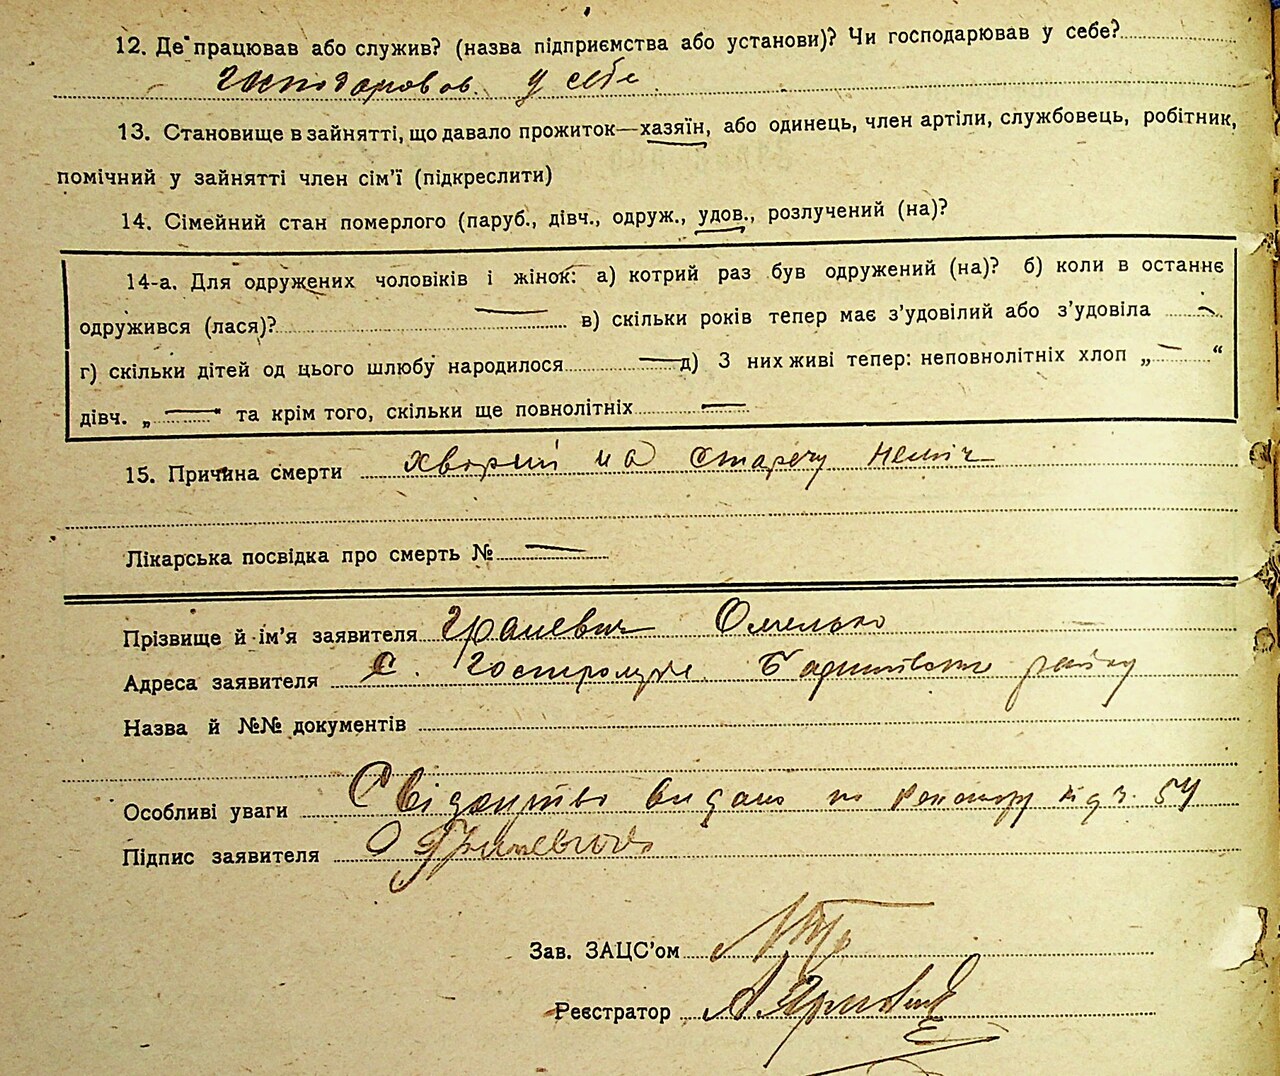 12. Де працював або служив? (назва підприємства або установи)? Чи господарював у себе?
Господарював у себе
13. Становище в зайнятті, що давало прожиток—хазяїн, або одинець, член артіли, службовець, робітник,
помічний у зайнятті член сім’ї (підкреслити)
14. Сімейний стан померлого (паруб., дівч., одруж., удов., розлучений (на)?
14-а. Для одружених чоловіків і жінок: а) котрий раз був одружений (на)? б) коли в останнє
одружився (лася)? — в) скільки років тепер має з’удовілий або з’удовіла —
г) скільки дітей од цього шлюбу народилося — д) З них живі тепер: неповнолітніх хлоп „ — “
дівч. „ — “ та крім того, скільки ще повнолітніх —
15. Причина смерти хворий на старечу неміч
Лікарська посвідка про смерть № —
Прізвище й ім’я заявителя Омелько
Адреса заявителя с. району
Назва й №№ документів
Особливі уваги Свідоцтво видано по під ч. 54
Підпис заявителя
Зав. ЗАЦС’ом
Реєстратор